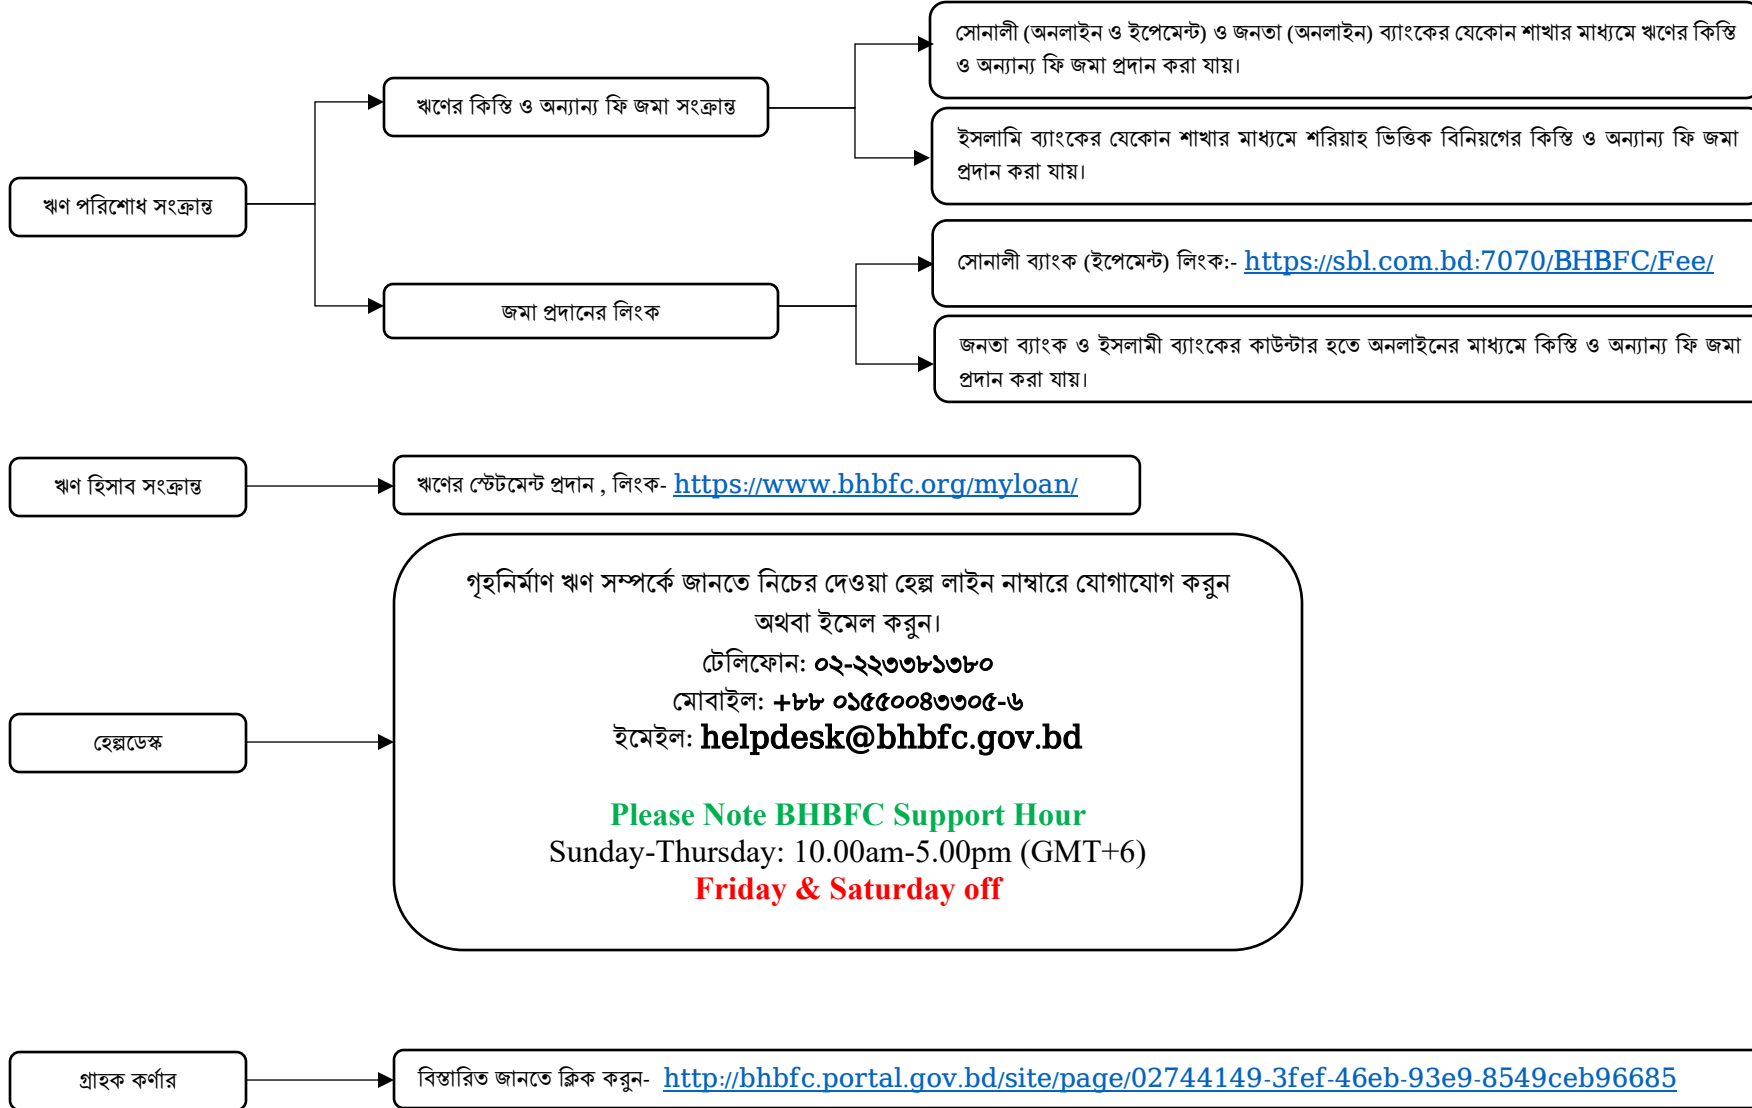 সোনালী (অনলাইন ও ইপেমেন্ট) ও জনতা (অনলাইন) ব্যাংকের যেকোন শাখার মাধ্যমে ঋণের কিস্তি
ও অন্যান্য ফি জমা প্রদান করা যায়।
ঋণের কিস্তি ও অন্যান্য ফি জমা সংক্রান্ত
ইসলামি ব্যাংকের যেকোন শাখার মাধ্যমে শরিয়াহ ভিত্তিক বিনিয়গের কিস্তি ও অন্যান্য ফি জমা
প্রদান করা যায়।
ঋণ পরিশোধ সংক্রান্ত
সোনালী ব্যাংক (ইপেমেন্ট) লিংক:- https://sbl.com.bd:7070/BHBFC/Fee/
জমা প্রদানের লিংক
জনতা ব্যাংক ও ইসলামী ব্যাংকের কাউন্টার হতে অনলাইনের মাধ্যমে কিস্তি ও অন্যান্য ফি জমা
প্রদান করা যায়।
ঋণ হিসাব সংক্রান্ত
ঋণের স্টেটমেন্ট প্রদান , লিংক- https://www.bhbfc.org/myloan/
গৃহনির্মাণ ঋণ সম্পর্কে জানতে নিচের দেওয়া হেল্প লাইন নাম্বারে যোগাযোগ করুন
অথবা ইমেল করুন।
টেলিফোন: ০২-২২৩৩৮১৩৮০
মোবাইল: +৮৮ ০১৫৫০০৪৩৩০৫-৬
ইমেইল: helpdesk@bhbfc.gov.bd
হেল্পডেস্ক
Please Note BHBFC Support Hour
Sunday-Thursday: 10.00am-5.00pm (GMT+6)
Friday & Saturday off
গ্রাহক কর্ণার
বিস্তারিত জানতে ক্লিক করুন- http://bhbfc.portal.gov.bd/site/page/02744149-3fef-46eb-93e9-8549ceb96685